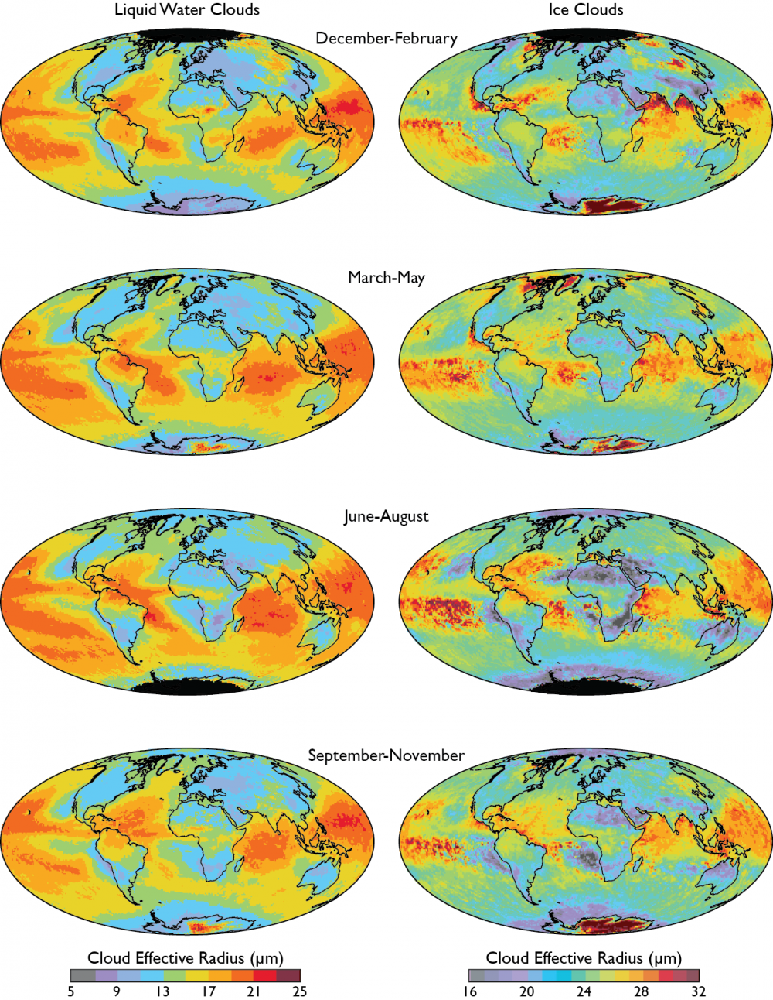 Liquid Water Clouds
Ice Clouds
December-February
March-May
June-August
September-November
Cloud Effective Radius (µm)
5 9 13 17 21 25
Cloud Effective Radius (µm)
16 20 24 28 32